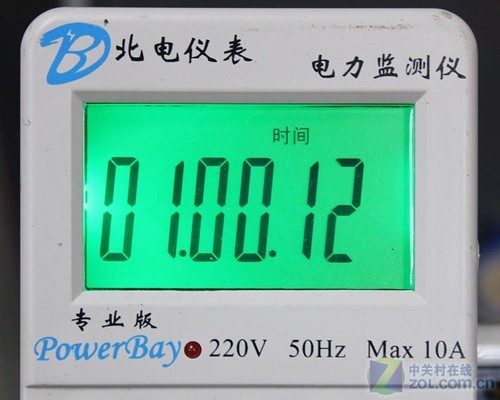 北电仪表
电力监测仪
时间
01.00.12
专业版
PowerBay 220V 50Hz Max 10A
中关村在线
zol.com.cn